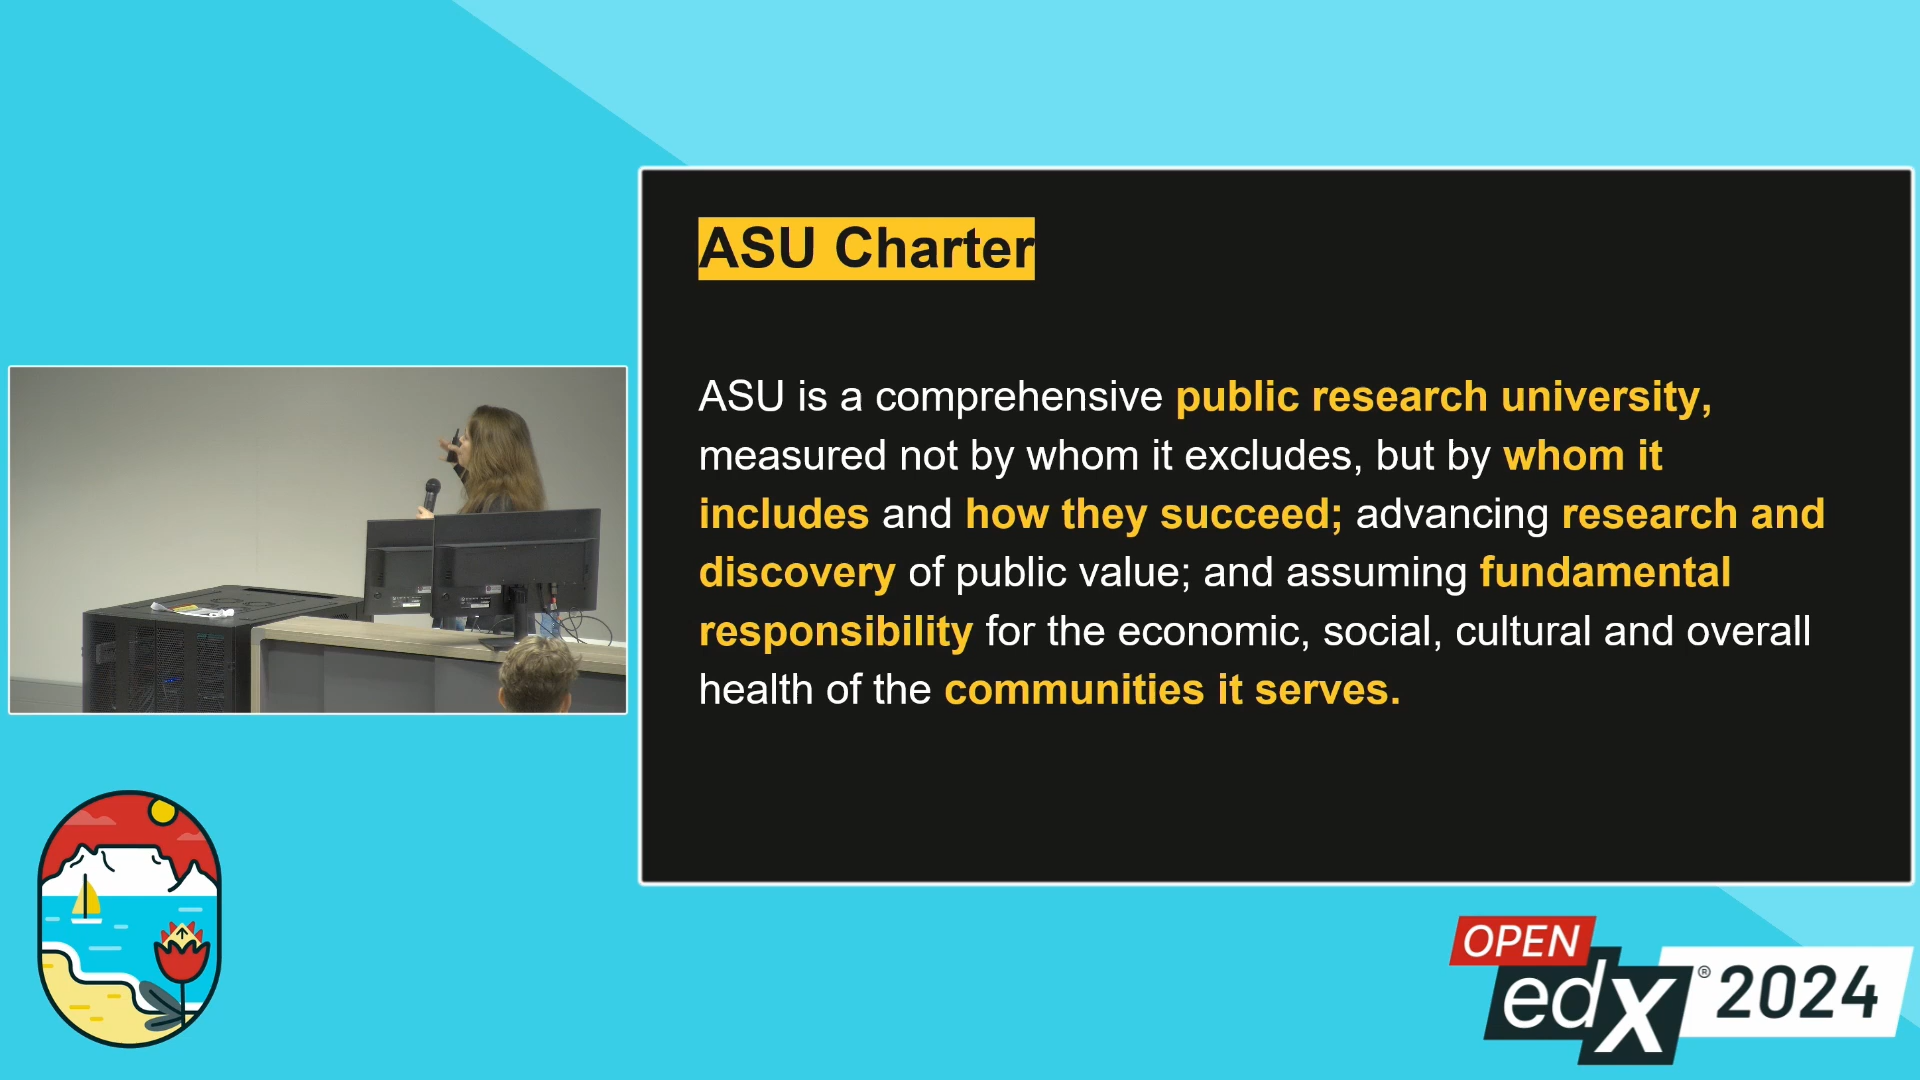 ASU Charter
ASU is a comprehensive public research university,
measured not by whom it excludes, but by whom it
includes and how they succeed; advancing research and
discovery of public value; and assuming fundamental
responsibility for the economic, social, cultural and overall
health of the communities it serves.
OPEN
edX ® 2024